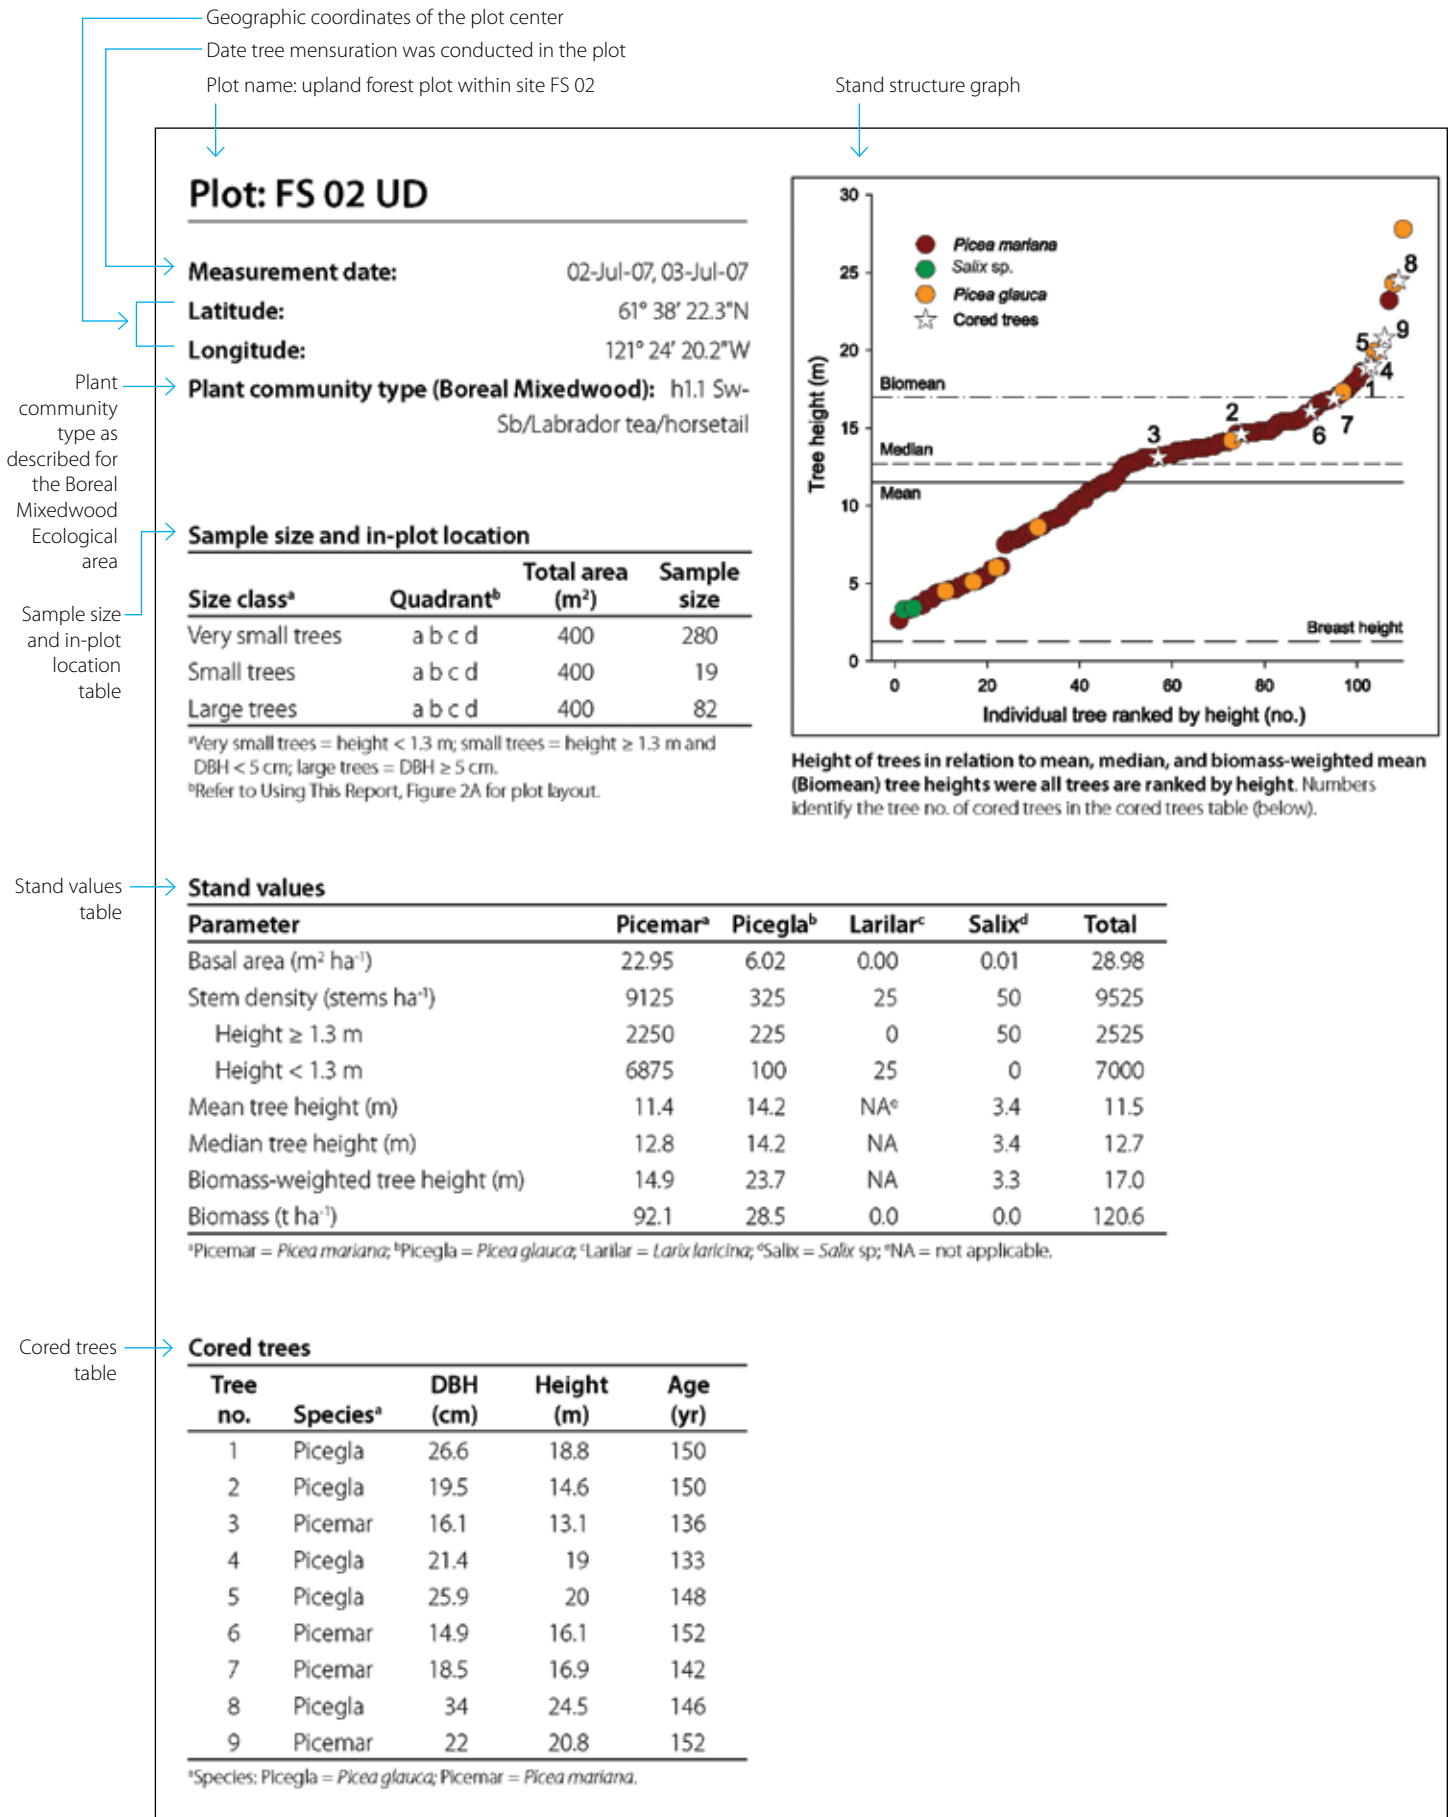 Geographic coordinates of the plot center
Date tree mensuration was conducted in the plot
Plot name: upland forest plot within site FS 02
Stand structure graph
Plot: FS 02 UD
Measurement date: 02-Jul-07, 03-Jul-07
Latitude: 61° 38′ 22.3"N
Longitude: 121° 24′ 20.2"W
Plant community type (Boreal Mixedwood): h1.1 Sw-
Sb/Labrador tea/horsetail
Plant
community
type as
described for
the Boreal
Mixedwood
Ecological
area
Sample size
and in-plot
location
table
Sample size and in-plot location
Size classᵃ Quadrantᵇ Total area (m²) Sample size
Very small trees a b c d 400 280
Small trees a b c d 400 19
Large trees a b c d 400 82
ᵃVery small trees = height < 1.3 m; small trees = height ≥ 1.3 m and
DBH < 5 cm; large trees = DBH ≥ 5 cm.
ᵇRefer to Using This Report, Figure 2A for plot layout.
Tree height (m)
30
25
20
15
10
5
0
Picea mariana
Salix sp.
Picea glauca
Cored trees
Biomean
Median
Mean
Breast height
8
5
9
4
1
2
3
6
7
0 20 40 60 80 100
Individual tree ranked by height (no.)
Height of trees in relation to mean, median, and biomass-weighted mean
(Biomean) tree heights were all trees are ranked by height. Numbers
identify the tree no. of cored trees in the cored trees table (below).
Stand values
table
Stand values
Parameter Picemarᵃ Piceglaᵇ Larilarᶜ Salixᵈ Total
Basal area (m² ha⁻¹) 22.95 6.02 0.00 0.01 28.98
Stem density (stems ha⁻¹) 9125 325 25 50 9525
Height ≥ 1.3 m 2250 225 0 50 2525
Height < 1.3 m 6875 100 25 0 7000
Mean tree height (m) 11.4 14.2 NAᵉ 3.4 11.5
Median tree height (m) 12.8 14.2 NA 3.4 12.7
Biomass-weighted tree height (m) 14.9 23.7 NA 3.3 17.0
Biomass (t ha⁻¹) 92.1 28.5 0.0 0.0 120.6
ᵃPicemar = Picea mariana; ᵇPicegla = Picea glauca; ᶜLarilar = Larix laricina; ᵈSalix = Salix sp; ᵉNA = not applicable.
Cored trees
table
Cored trees
Tree no. Speciesᵃ DBH (cm) Height (m) Age (yr)
1 Picegla 26.6 18.8 150
2 Picegla 19.5 14.6 150
3 Picemar 16.1 13.1 136
4 Picegla 21.4 19 133
5 Picegla 25.9 20 148
6 Picemar 14.9 16.1 152
7 Picemar 18.5 16.9 142
8 Picegla 34 24.5 146
9 Picemar 22 20.8 152
ᵃSpecies: Picegla = Picea glauca; Picemar = Picea mariana.